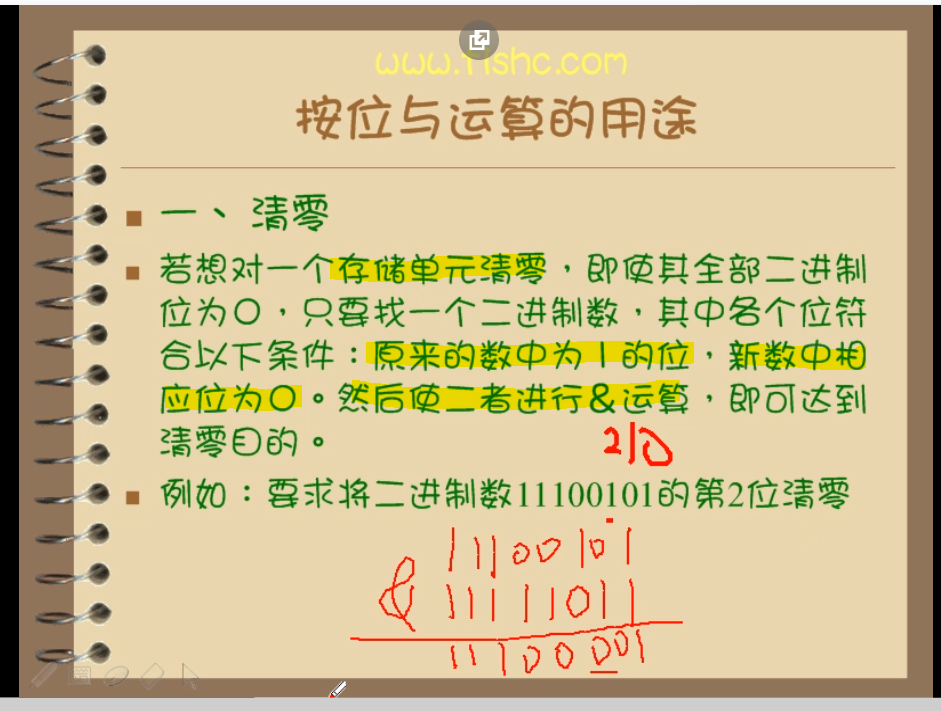 www.11shc.com
按位与运算的用途
一、清零
若想对一个存储单元清零，即使其全部二进制
位为0，只要找一个二进制数，其中各个位符
合以下条件：原来的数中为1的位，新数中相
应位为0。然后使二者进行&运算，即可达到
清零目的。
210
例如：要求将二进制数11100101的第2位清零
11100101
& 11111011
11100001